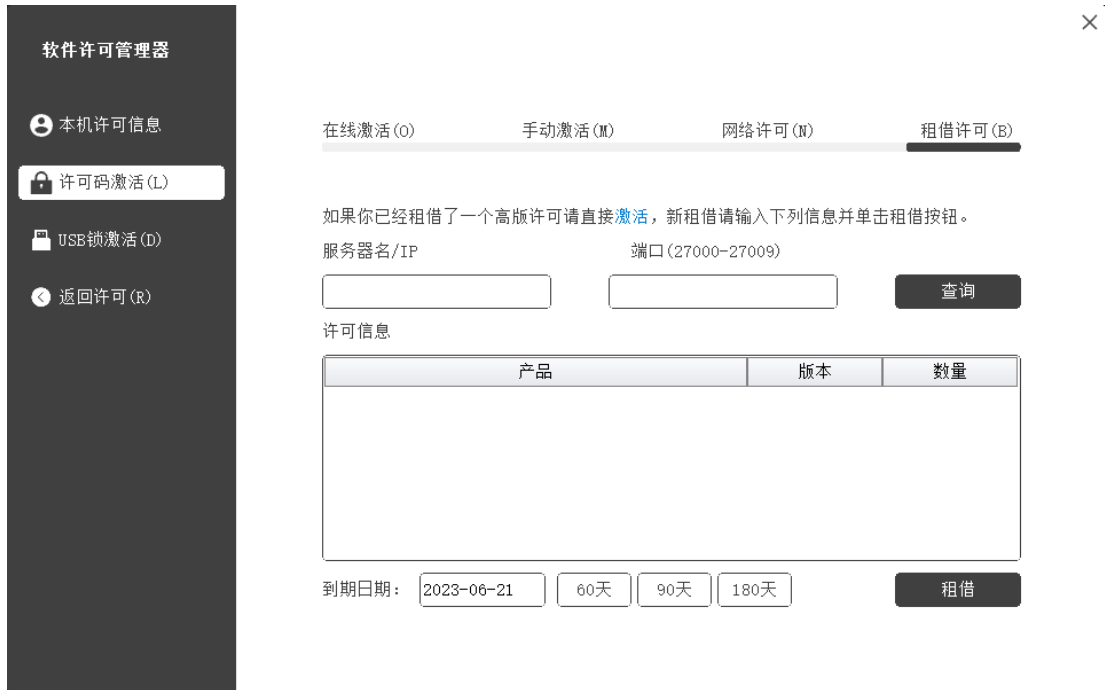 软件许可管理器
本机许可信息
许可码激活(L)
USB锁激活(D)
返回许可(R)
在线激活(O) 手动激活(M) 网络许可(N) 租借许可(B)
如果你已经租借了一个高版许可请直接激活，新租借请输入下列信息并单击租借按钮。
服务器名/IP 端口(27000-27009)
查询
许可信息
产品 版本 数量
到期日期： 2023-06-21 60天 90天 180天 租借